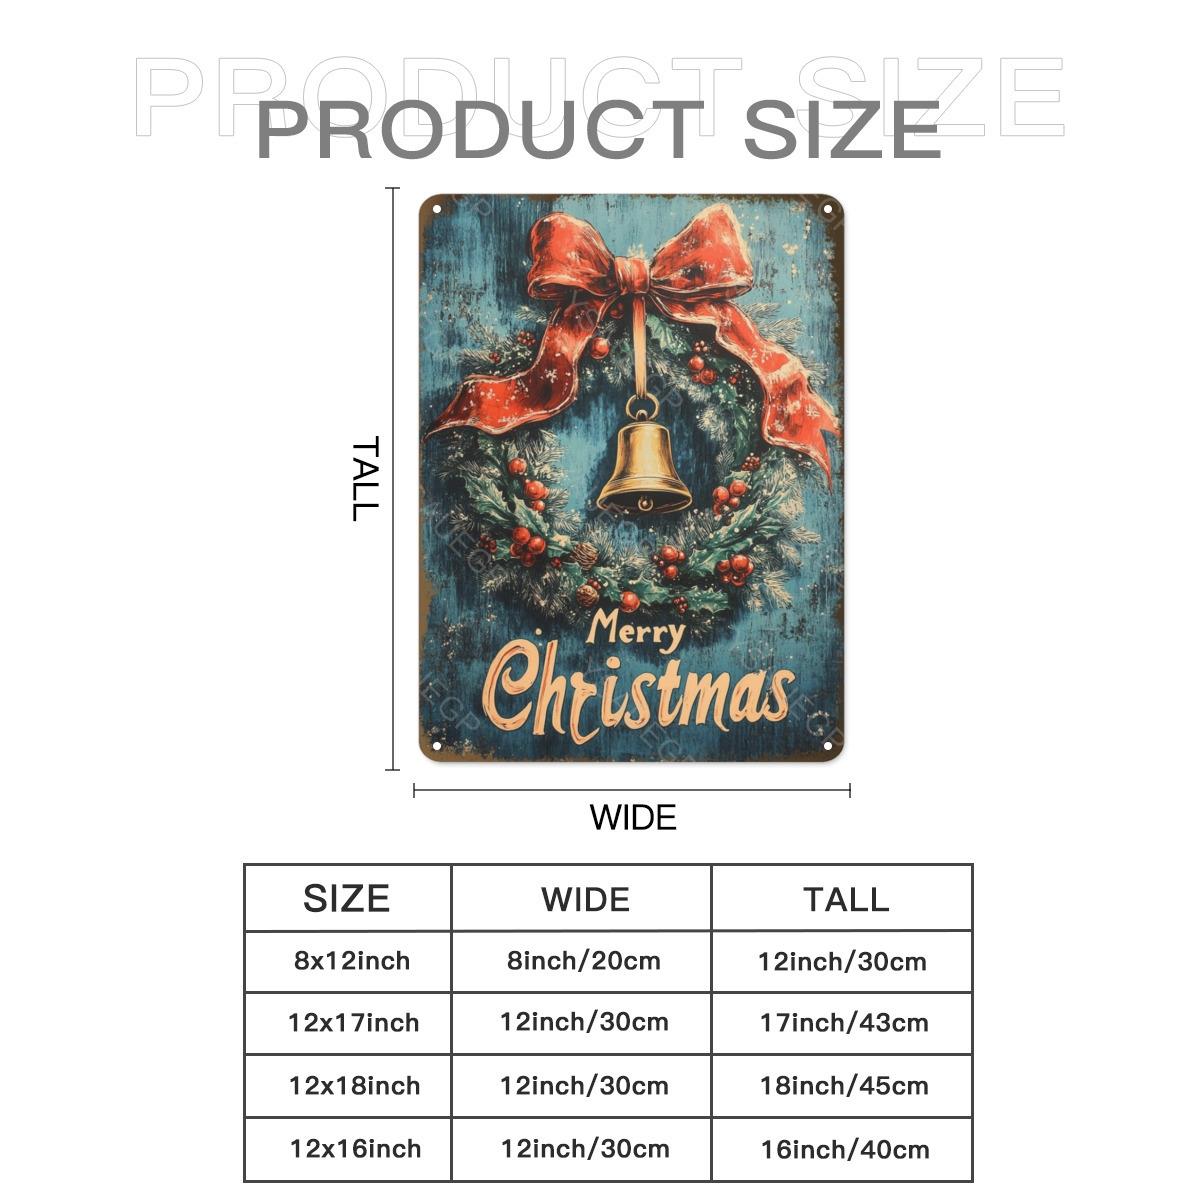 PRODUCT SIZE
PRODUCT SIZE
TALL
Merry
Christmas
WIDE
SIZE WIDE TALL
8x12inch 8inch/20cm 12inch/30cm
12x17inch 12inch/30cm 17inch/43cm
12x18inch 12inch/30cm 18inch/45cm
12x16inch 12inch/30cm 16inch/40cm